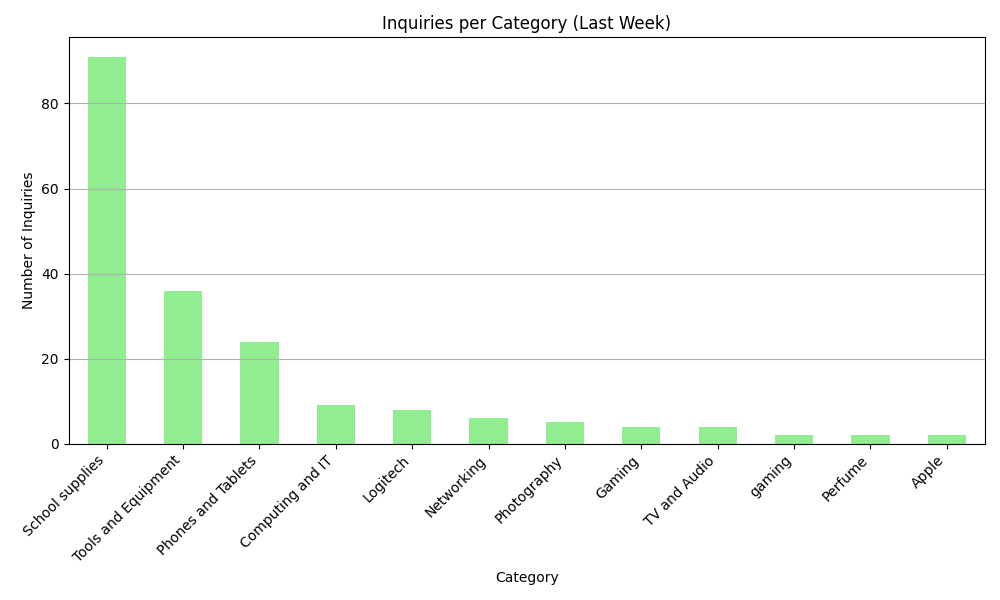 Inquiries per Category (Last Week)
Number of Inquiries
80
60
40
20
0
School supplies
Tools and Equipment
Phones and Tablets
Computing and IT
Logitech
Networking
Photography
Gaming
TV and Audio
gaming
Perfume
Apple
Category